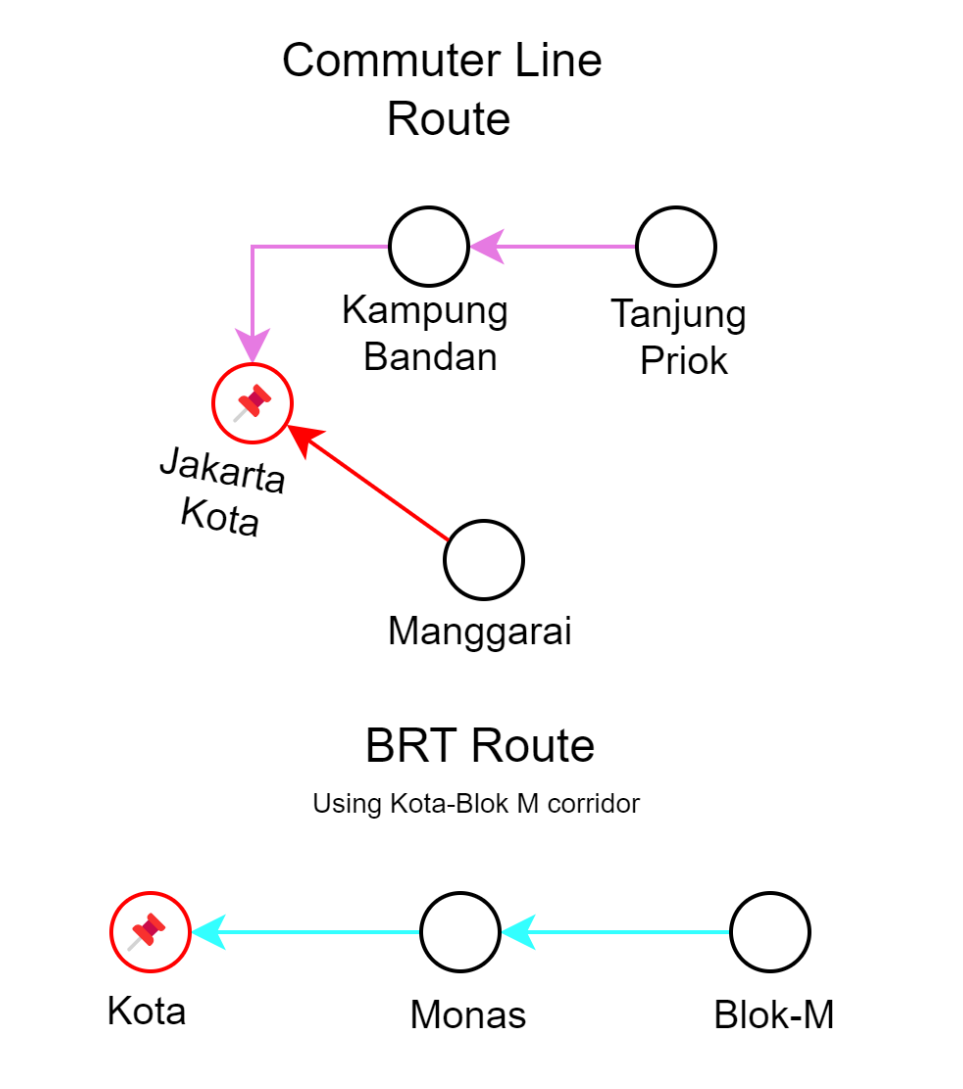 Commuter Line
Route
Kampung
Bandan
Tanjung
Priok
Jakarta
Kota
Manggarai
BRT Route
Using Kota-Blok M corridor
Kota
Monas
Blok-M